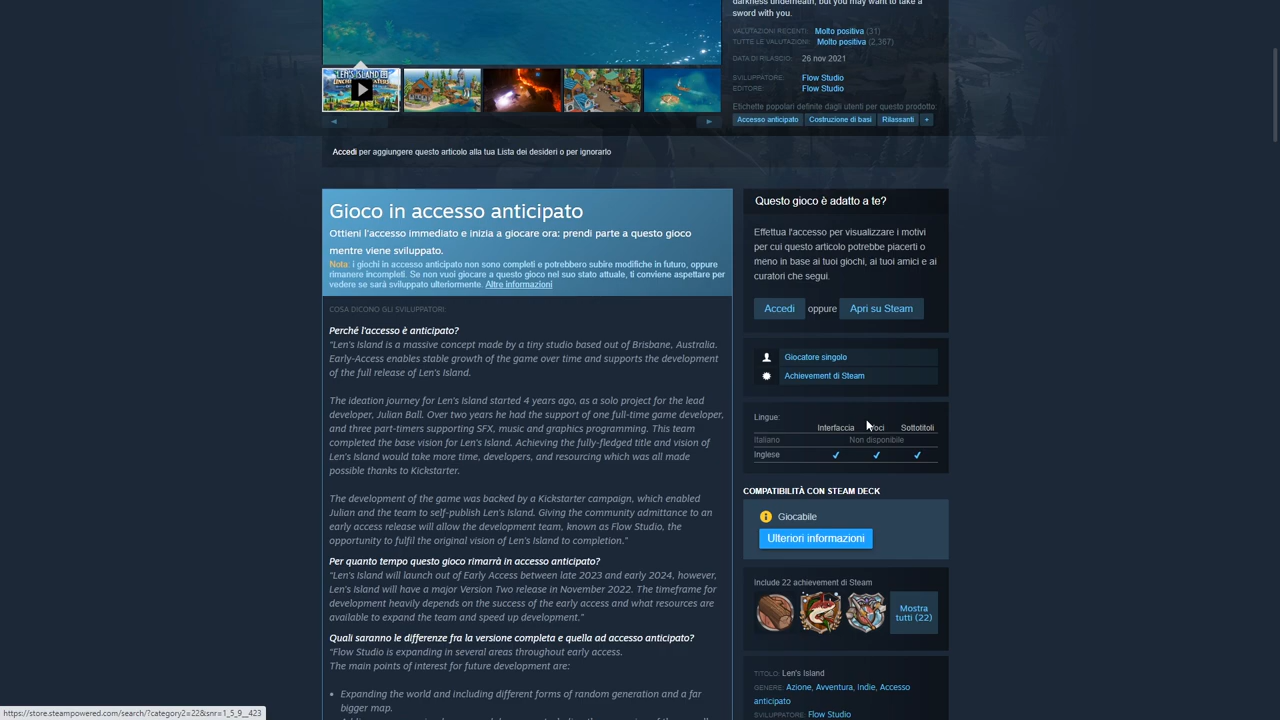 darkness underneath, but you may want to take a
sword with you.
VALUTAZIONI RECENTI: Molto positiva (31)
TUTTE LE VALUTAZIONI: Molto positiva (2,367)
DATA DI RILASCIO: 26 nov 2021
SVILUPPATORE: Flow Studio
EDITORE: Flow Studio
Etichette popolari definite dagli utenti per questo prodotto:
Accesso anticipato Costruzione di basi Rilassanti +
LEN'S ISLAND
Accedi per aggiungere questo articolo alla tua Lista dei desideri o per ignorarlo
Gioco in accesso anticipato
Ottieni l'accesso immediato e inizia a giocare ora: prendi parte a questo gioco
mentre viene sviluppato.
Nota: i giochi in accesso anticipato non sono completi e potrebbero subire modifiche in futuro, oppure
rimanere incompleti. Se non vuoi giocare a questo gioco nel suo stato attuale, ti conviene aspettare per
vedere se sarà sviluppato ulteriormente. Altre informazioni
COSA DICONO GLI SVILUPPATORI:
Perché l'accesso è anticipato?
"Len's Island is a massive concept made by a tiny studio based out of Brisbane, Australia.
Early-Access enables stable growth of the game over time and supports the development
of the full release of Len's Island.
The ideation journey for Len's Island started 4 years ago, as a solo project for the lead
developer, Julian Ball. Over two years he had the support of one full-time game developer,
and three part-timers supporting SFX, music and graphics programming. This team
completed the base vision for Len's Island. Achieving the fully-fledged title and vision of
Len's Island would take more time, developers, and resourcing which was all made
possible thanks to Kickstarter.
The development of the game was backed by a Kickstarter campaign, which enabled
Julian and the team to self-publish Len's Island. Giving the community admittance to an
early access release will allow the development team, known as Flow Studio, the
opportunity to fulfil the original vision of Len's Island to completion."
Per quanto tempo questo gioco rimarrà in accesso anticipato?
"Len's Island will launch out of Early Access between late 2023 and early 2024, however,
Len's Island will have a major Version Two release in November 2022. The timeframe for
development heavily depends on the success of the early access and what resources are
available to expand the team and speed up development."
Quali saranno le differenze fra la versione completa e quella ad accesso anticipato?
"Flow Studio is expanding in several areas throughout early access.
The main points of interest for future development are:
• Expanding the world and including different forms of random generation and a far
bigger map.
Questo gioco è adatto a te?
Effettua l'accesso per visualizzare i motivi
per cui questo articolo potrebbe piacerti o
meno in base ai tuoi giochi, ai tuoi amici e ai
curatori che segui.
Accedi oppure Apri su Steam
Giocatore singolo
Achievement di Steam
Lingue:
Interfaccia Voci Sottotitoli
Italiano Non disponibile
Inglese ✔ ✔ ✔
COMPATIBILITÀ CON STEAM DECK
Giocabile
Ulteriori informazioni
Include 22 achievement di Steam
Mostra
tutti (22)
TITOLO: Len's Island
GENERE: Azione, Avventura, Indie, Accesso
anticipato
SVILUPPATORE: Flow Studio
https://store.steampowered.com/search/?category2=22&snr=1_5_9__423